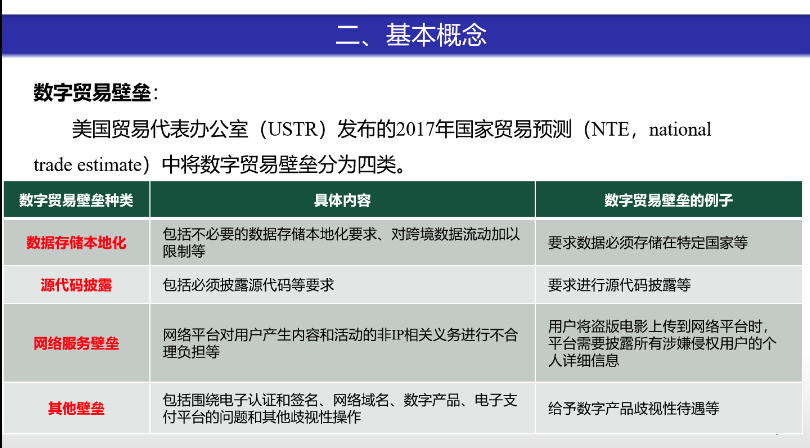 二、基本概念
数字贸易壁垒：
美国贸易代表办公室（USTR）发布的2017年国家贸易预测（NTE，national
trade estimate）中将数字贸易壁垒分为四类。
数字贸易壁垒种类
具体内容
数字贸易壁垒的例子
数据存储本地化
包括不必要的数据存储本地化要求、对跨境数据流动加以
限制等
要求数据必须存储在特定国家等
源代码披露
包括必须披露源代码等要求
要求进行源代码披露等
网络服务壁垒
网络平台对用户产生内容和活动的非IP相关义务进行不合
理负担等
用户将盗版电影上传到网络平台时，
平台需要披露所有涉嫌侵权用户的个
人详细信息
其他壁垒
包括围绕电子认证和签名、网络域名、数字产品、电子支
付平台的问题和其他歧视性操作
给予数字产品歧视性待遇等